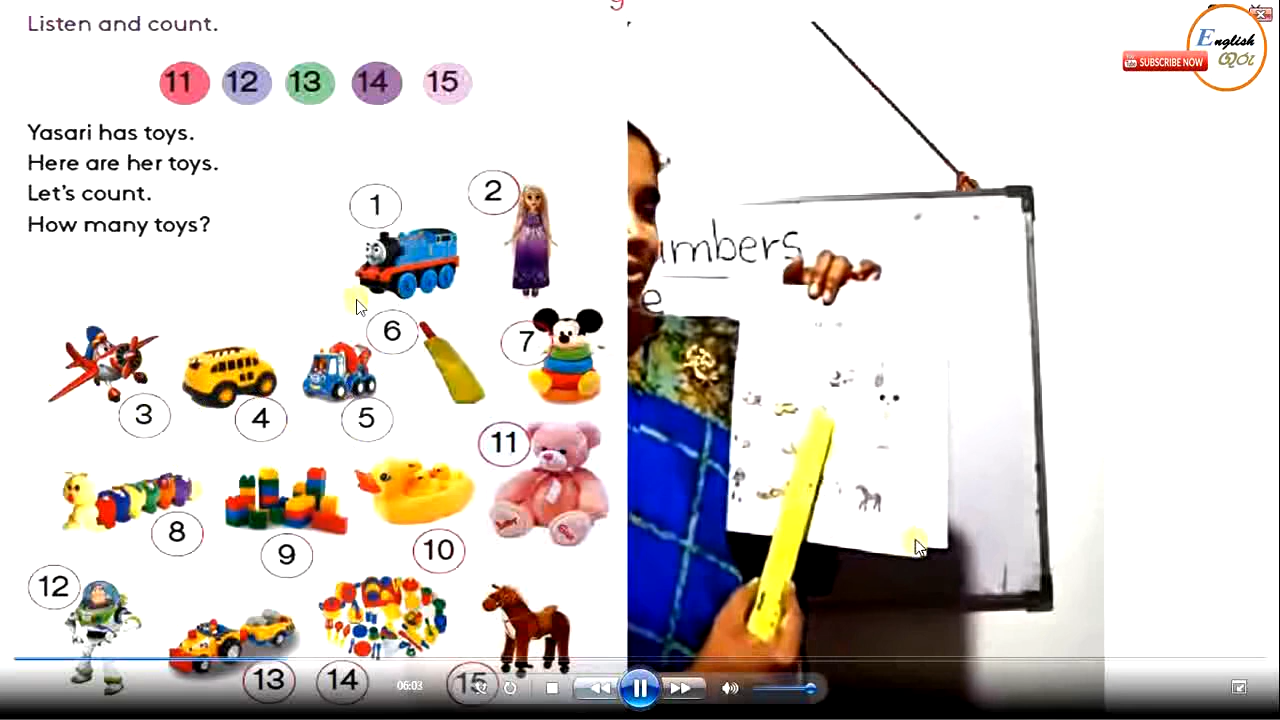 Listen and count.
11 12 13 14 15
Yasari has toys.
Here are her toys.
Let's count.
How many toys?
1
2
3
4
5
6
7
8
9
10
11
12
13
14
15
umbers
e
English
ගුරු
You Tube SUBSCRIBE NOW
06:03